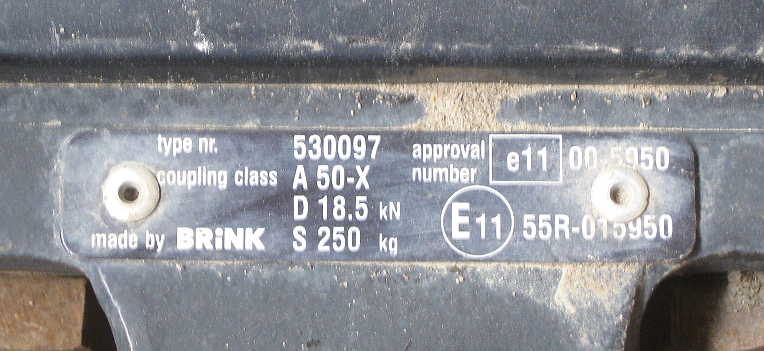 type nr. 530097 approval number e11 00-5950
coupling class A 50-X
D 18.5 kN E11 55R-015950
made by BRiNK S 250 kg